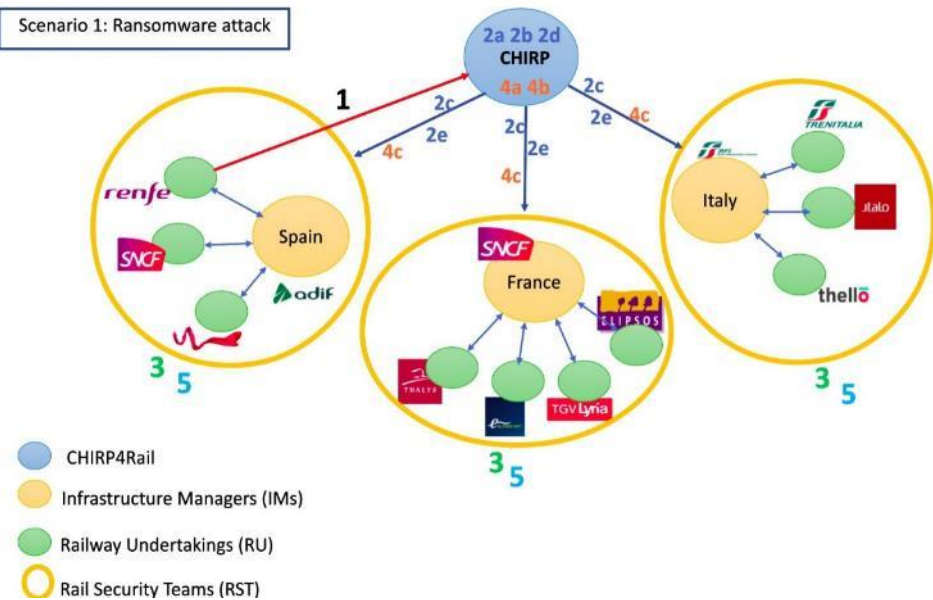 Scenario 1: Ransomware attack
2a 2b 2d
CHIRP
4a 4b
1
2c
2e
4c
2c
2e
4c
2c
2e
4c
renfe
SNCF
Spain
adif
3
5
SNCF
France
ELIPSOS
THALYS
TGV Lyria
3
5
TRENITALIA
Italy
.italo
thellō
3
5
CHIRP4Rail
Infrastructure Managers (IMs)
Railway Undertakings (RU)
Rail Security Teams (RST)